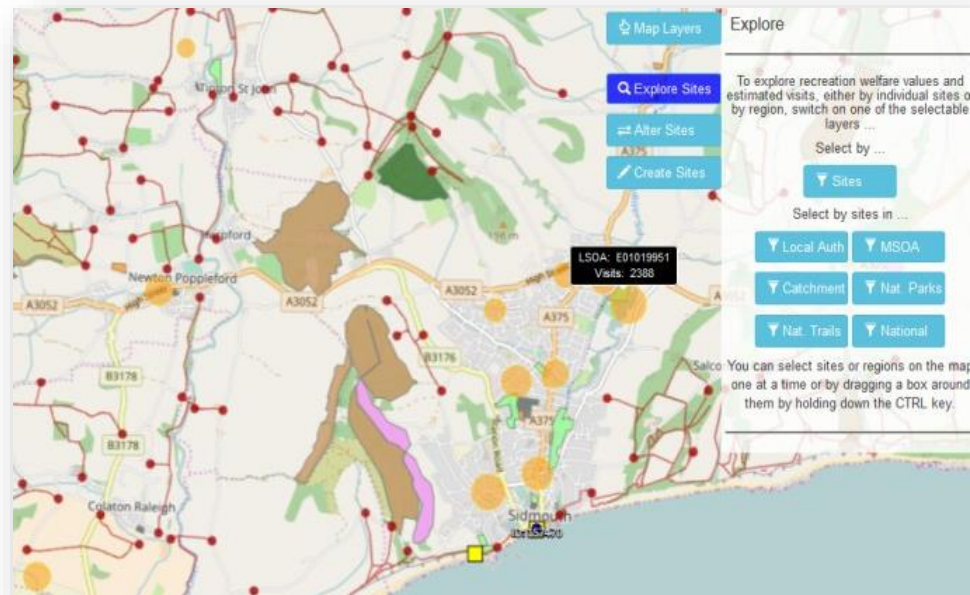 Map Layers
Explore
Explore Sites
Alter Sites
Create Sites
To explore recreation welfare values and
estimated visits, either by individual sites o
by region, switch on one of the selectable
layers ...
Select by ...
Sites
Select by sites in ...
Local Auth
MSOA
Catchment
Nat. Parks
Nat. Trails
National
You can select sites or regions on the map
one at a time or by dragging a box around
them by holding down the CTRL key.
LSOA: E01019951
Visits: 2388
A375
196 m
Newton Poppleford
High Street
A3052
A3052
A3052
A375
B3176
B3178
A375
B3178
Colaton Raleigh
Sidmouth